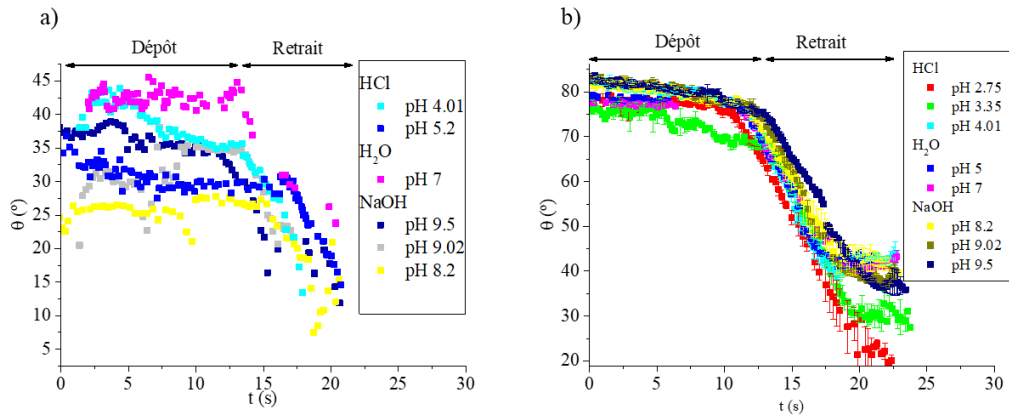 a)
Dépôt
Retrait
45
40
35
30
25
20
15
10
5
θ (°)
0 5 10 15 20 25 30
t (s)
HCl
pH 4.01
pH 5.2
H₂O
pH 7
NaOH
pH 9.5
pH 9.02
pH 8.2
b)
Dépôt
Retrait
80
70
60
50
40
30
20
θ (°)
0 5 10 15 20 25 30
t (s)
HCl
pH 2.75
pH 3.35
pH 4.01
H₂O
pH 5
pH 7
NaOH
pH 8.2
pH 9.02
pH 9.5